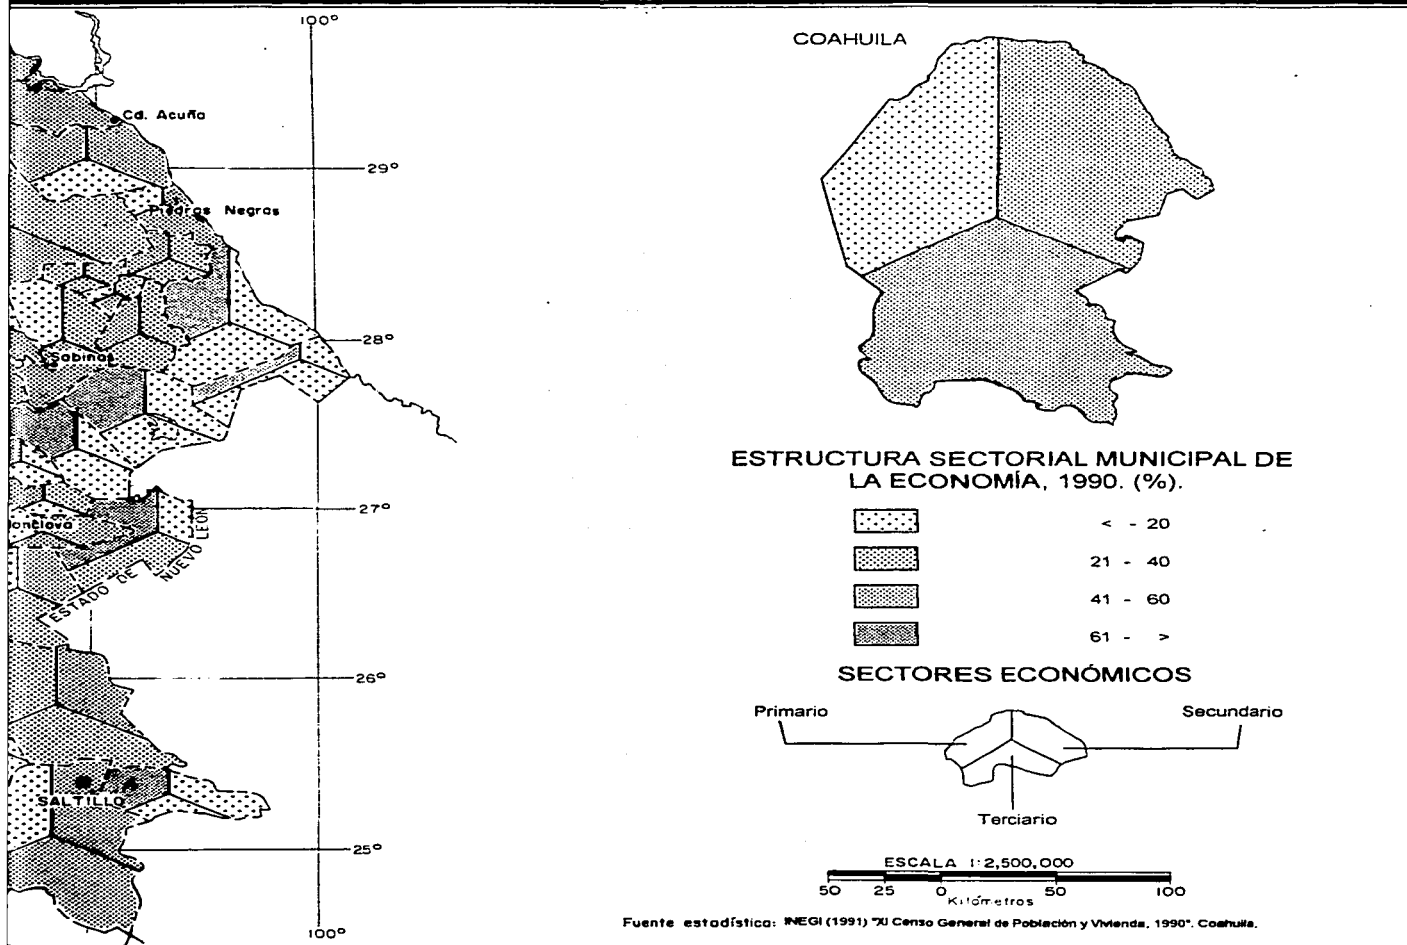 100°
COAHUILA
Cd. Acuña
29°
Piedras Negras
28°
Sabinas
ESTRUCTURA SECTORIAL MUNICIPAL DE
LA ECONOMÍA, 1990. (%).
< - 20
21 - 40
41 - 60
61 - >
27°
ESTADO DE NUEVO LEÓN
26°
SECTORES ECONÓMICOS
Primario
Secundario
Terciario
SALTILLO
25°
ESCALA 1:2,500,000
50 25 0 50 100
Kilómetros
100°
Fuente estadística: INEGI (1991) "XI Censo General de Población y Vivienda, 1990". Coahuila.